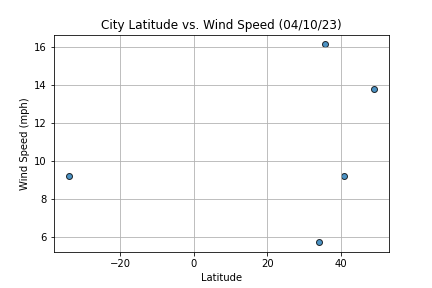 City Latitude vs. Wind Speed (04/10/23)
16
14
12
10
8
6
Wind Speed (mph)
−20 0 20 40
Latitude